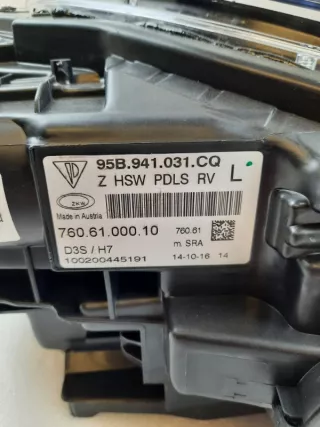 95B.941.031.CQ
Z HSW PDLS RV L
ZKW
Made in Austria
760.61.000.10 760.61
D3S / H7 m. SRA
100200445191 14-10-16 14